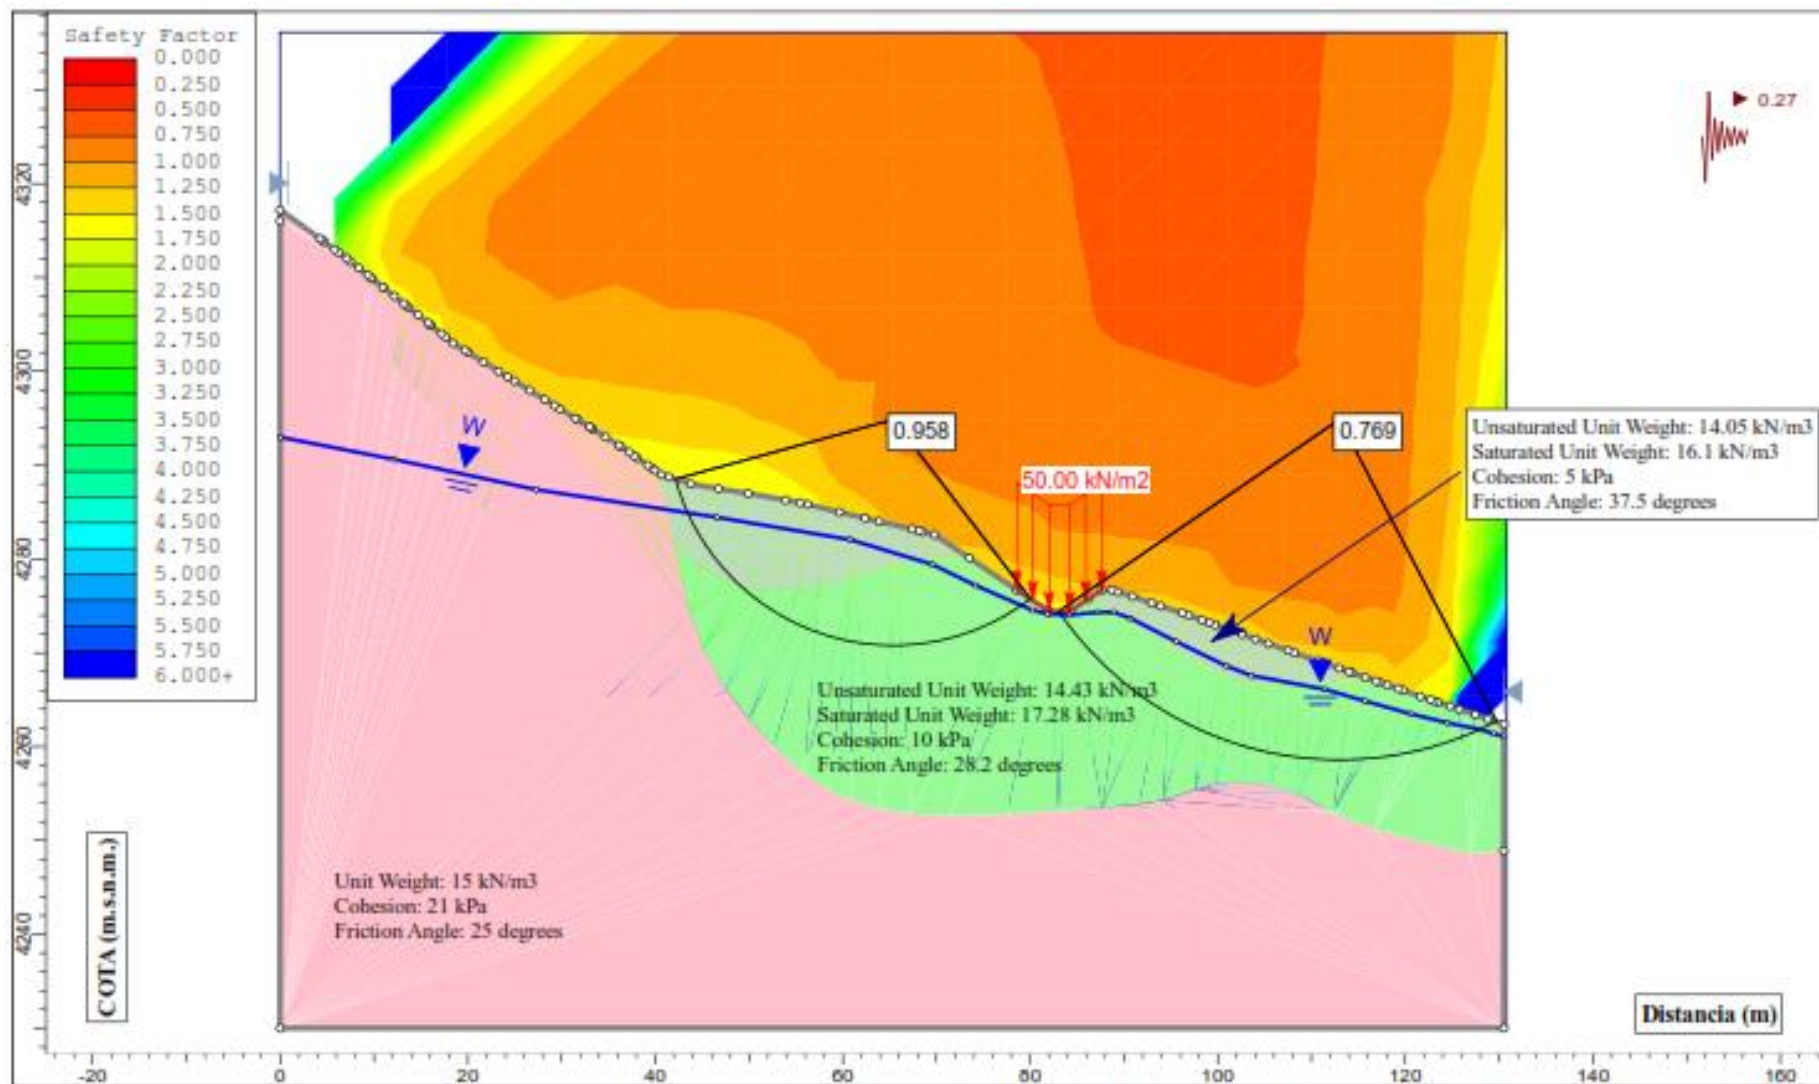 Safety Factor
0.000
0.250
0.500
0.750
1.000
1.250
1.500
1.750
2.000
2.250
2.500
2.750
3.000
3.250
3.500
3.750
4.000
4.250
4.500
4.750
5.000
5.250
5.500
5.750
6.000+
0.27
4320
4300
4280
4260
4240
W
0.958
0.769
50.00 kN/m2
Unsaturated Unit Weight: 14.05 kN/m3
Saturated Unit Weight: 16.1 kN/m3
Cohesion: 5 kPa
Friction Angle: 37.5 degrees
W
Unsaturated Unit Weight: 14.43 kN/m3
Saturated Unit Weight: 17.28 kN/m3
Cohesion: 10 kPa
Friction Angle: 28.2 degrees
Unit Weight: 15 kN/m3
Cohesion: 21 kPa
Friction Angle: 25 degrees
COTA (m.s.n.m.)
Distancia (m)
-20 0 20 40 60 80 100 120 140 160